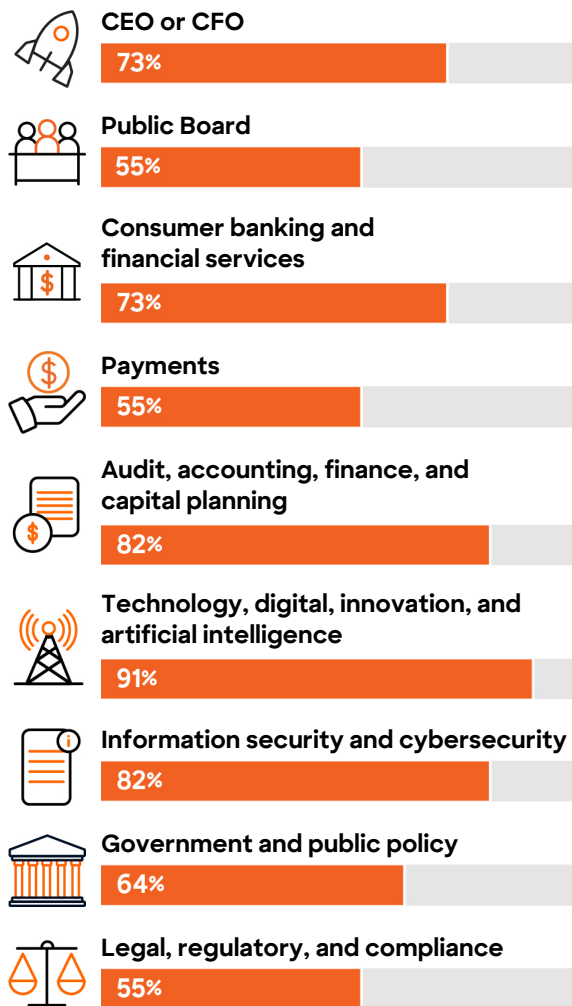 CEO or CFO
73%
Public Board
55%
Consumer banking and
financial services
73%
$
Payments
$
55%
Audit, accounting, finance, and
capital planning
$
82%
Technology, digital, innovation, and
artificial intelligence
91%
Information security and cybersecurity
i
82%
Government and public policy
64%
Legal, regulatory, and compliance
55%